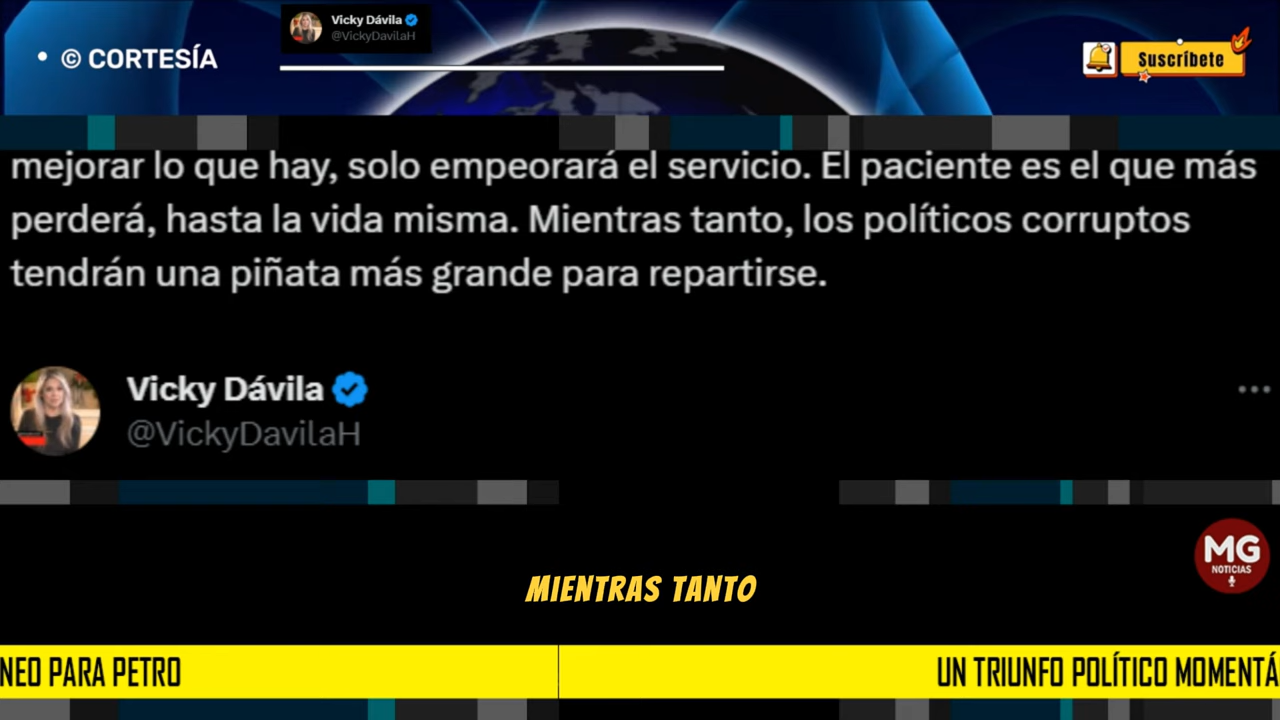 Vicky Dávila
@VickyDavilaH
• © CORTESÍA
Suscríbete
mejorar lo que hay, solo empeorará el servicio. El paciente es el que más
perderá, hasta la vida misma. Mientras tanto, los políticos corruptos
tendrán una piñata más grande para repartirse.
Vicky Dávila
@VickyDavilaH
MG
NOTICIAS
MIENTRAS TANTO
NEO PARA PETRO
UN TRIUNFO POLÍTICO MOMENTÁ